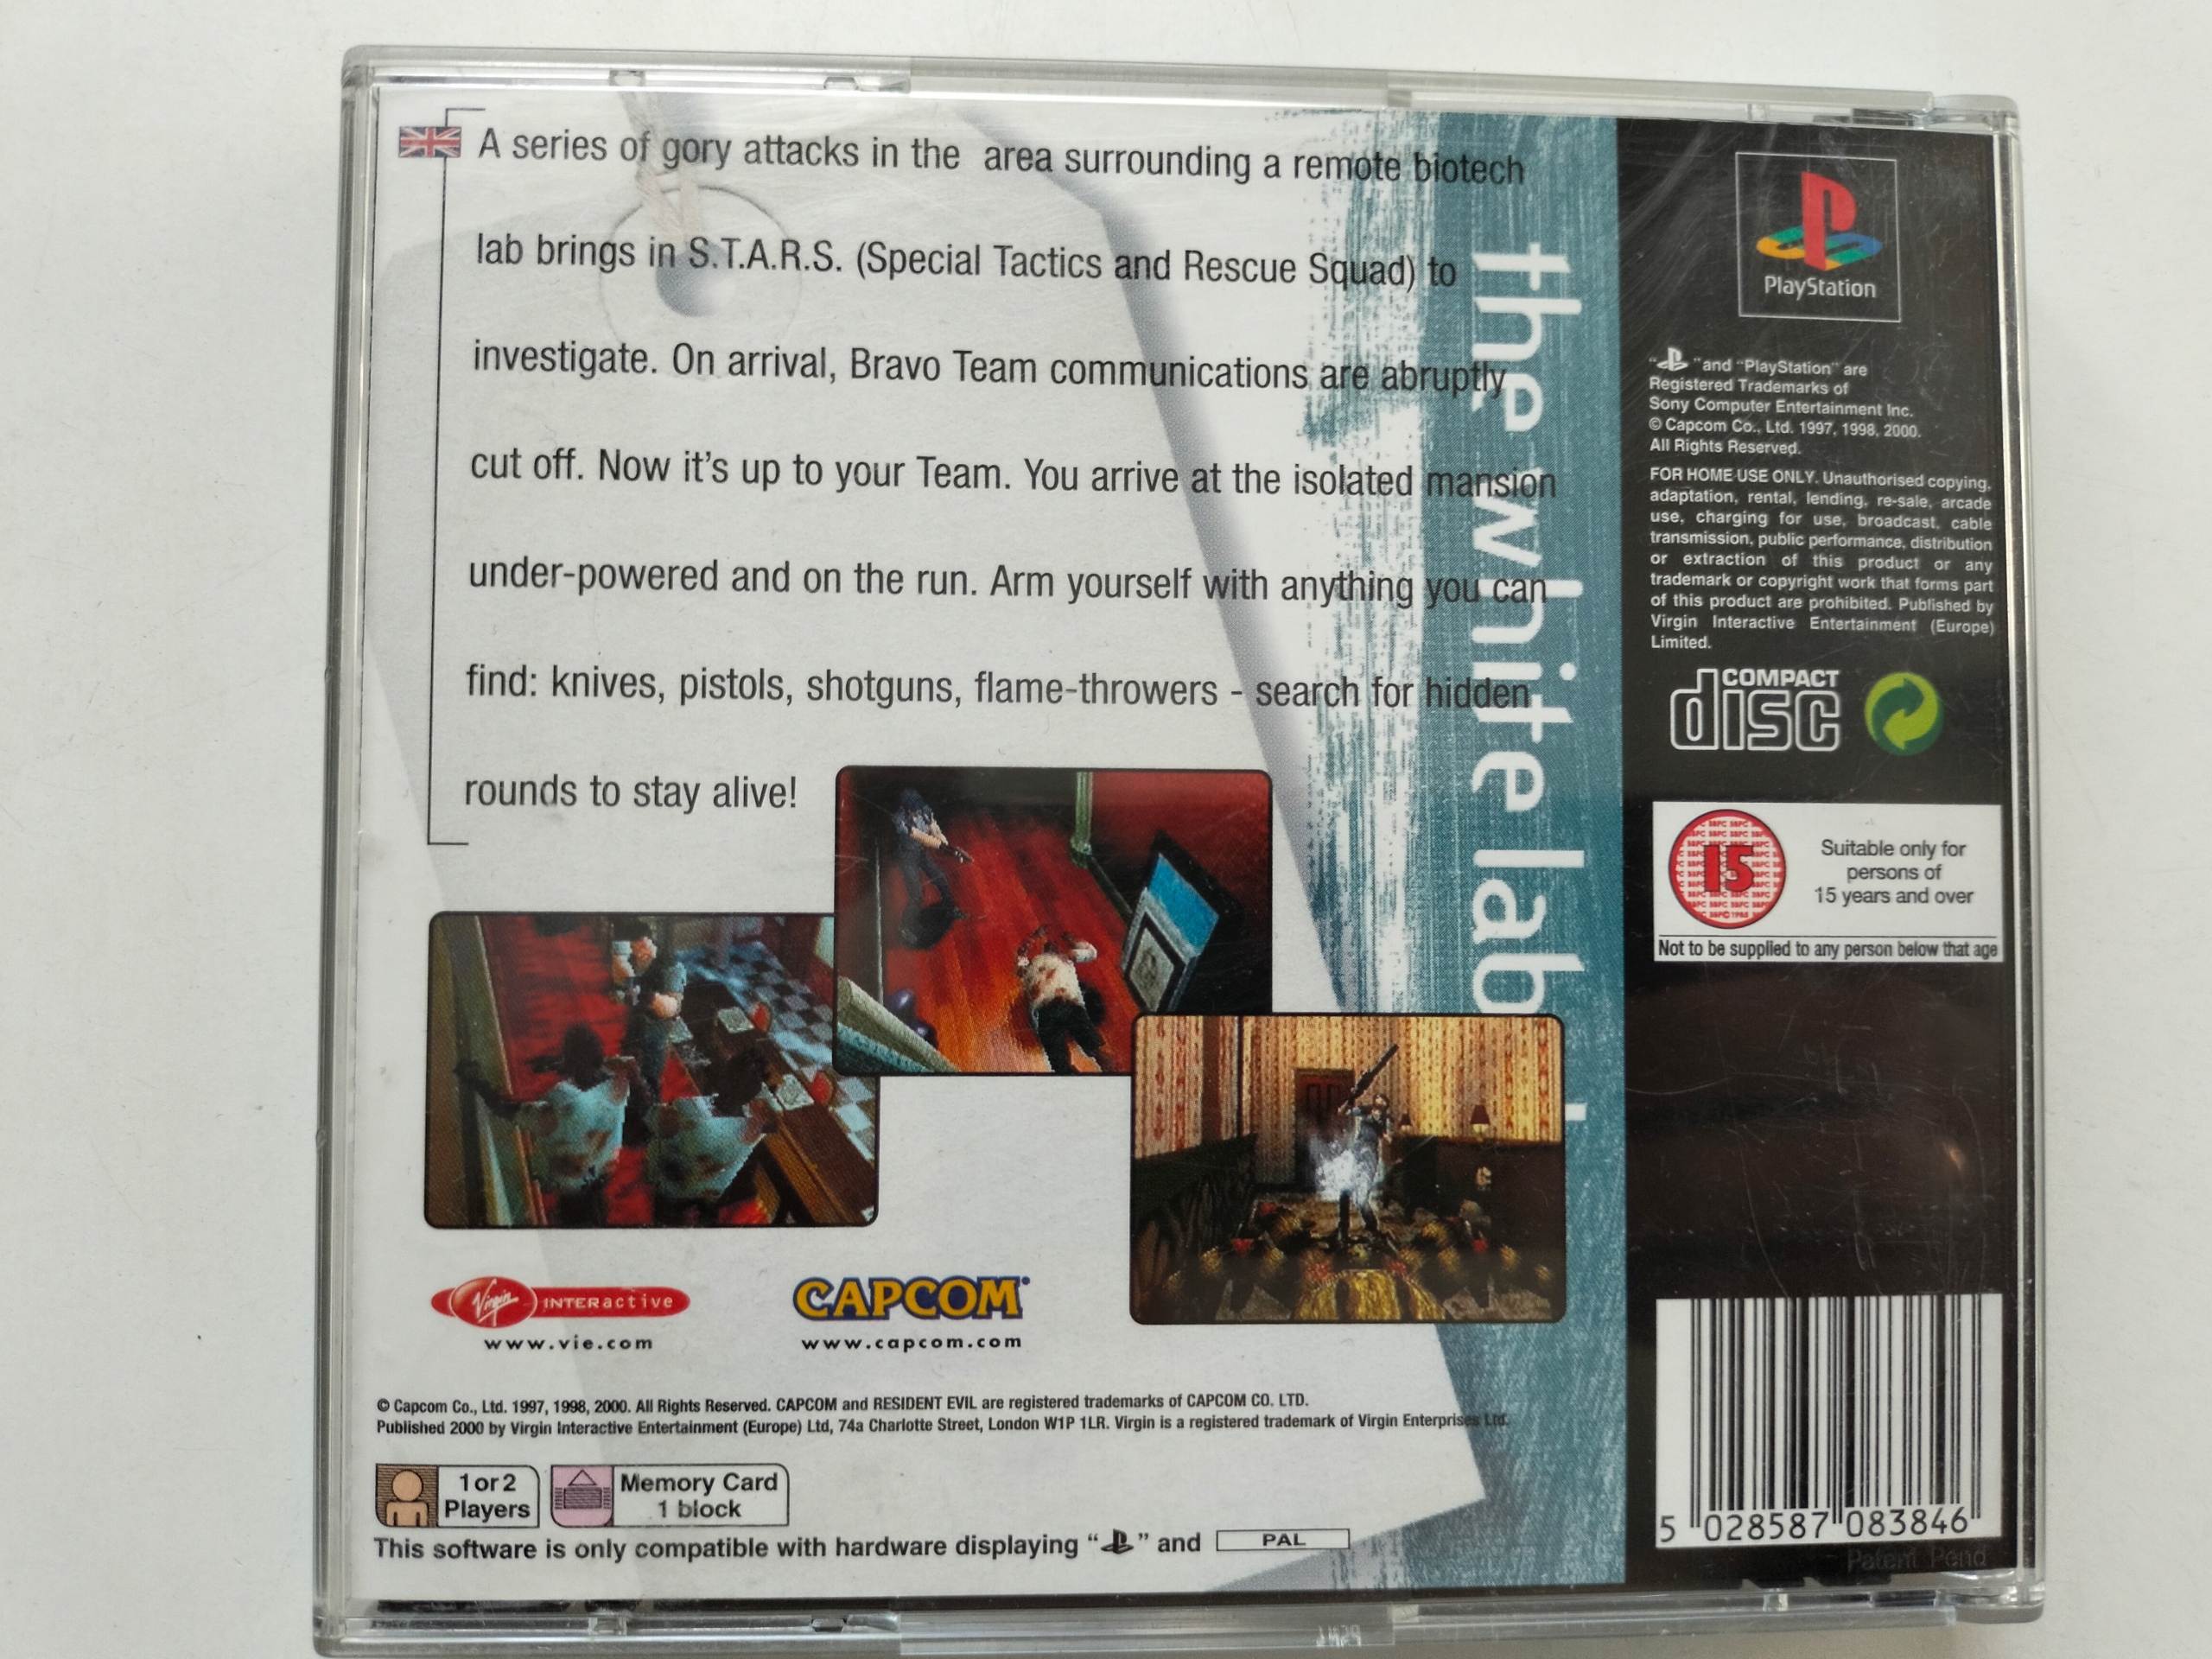 A series of gory attacks in the area surrounding a remote biotech
lab brings in S.T.A.R.S. (Special Tactics and Rescue Squad) to
investigate. On arrival, Bravo Team communications are abruptly
cut off. Now it's up to your Team. You arrive at the isolated mansion
under-powered and on the run. Arm yourself with anything you can
find: knives, pistols, shotguns, flame-throwers - search for hidden
rounds to stay alive!
the white lab
Virgin INTERactive
www.vie.com
CAPCOM
www.capcom.com
© Capcom Co., Ltd. 1997, 1998, 2000. All Rights Reserved. CAPCOM and RESIDENT EVIL are registered trademarks of CAPCOM CO. LTD.
Published 2000 by Virgin Interactive Entertainment (Europe) Ltd, 74a Charlotte Street, London W1P 1LR. Virgin is a registered trademark of Virgin Enterprises Ltd.
1 or 2
Players
Memory Card
1 block
This software is only compatible with hardware displaying " " and PAL
PlayStation
" " and "PlayStation" are
Registered Trademarks of
Sony Computer Entertainment Inc.
© Capcom Co., Ltd. 1997, 1998, 2000.
All Rights Reserved.
FOR HOME USE ONLY. Unauthorised copying,
adaptation, rental, lending, re-sale, arcade
use, charging for use, broadcast, cable
transmission, public performance, distribution
or extraction of this product or any
trademark or copyright work that forms part
of this product are prohibited. Published by
Virgin Interactive Entertainment (Europe)
Limited.
COMPACT
disc
15
Suitable only for
persons of
15 years and over
Not to be supplied to any person below that age
5 028587 083846
Patent Pend